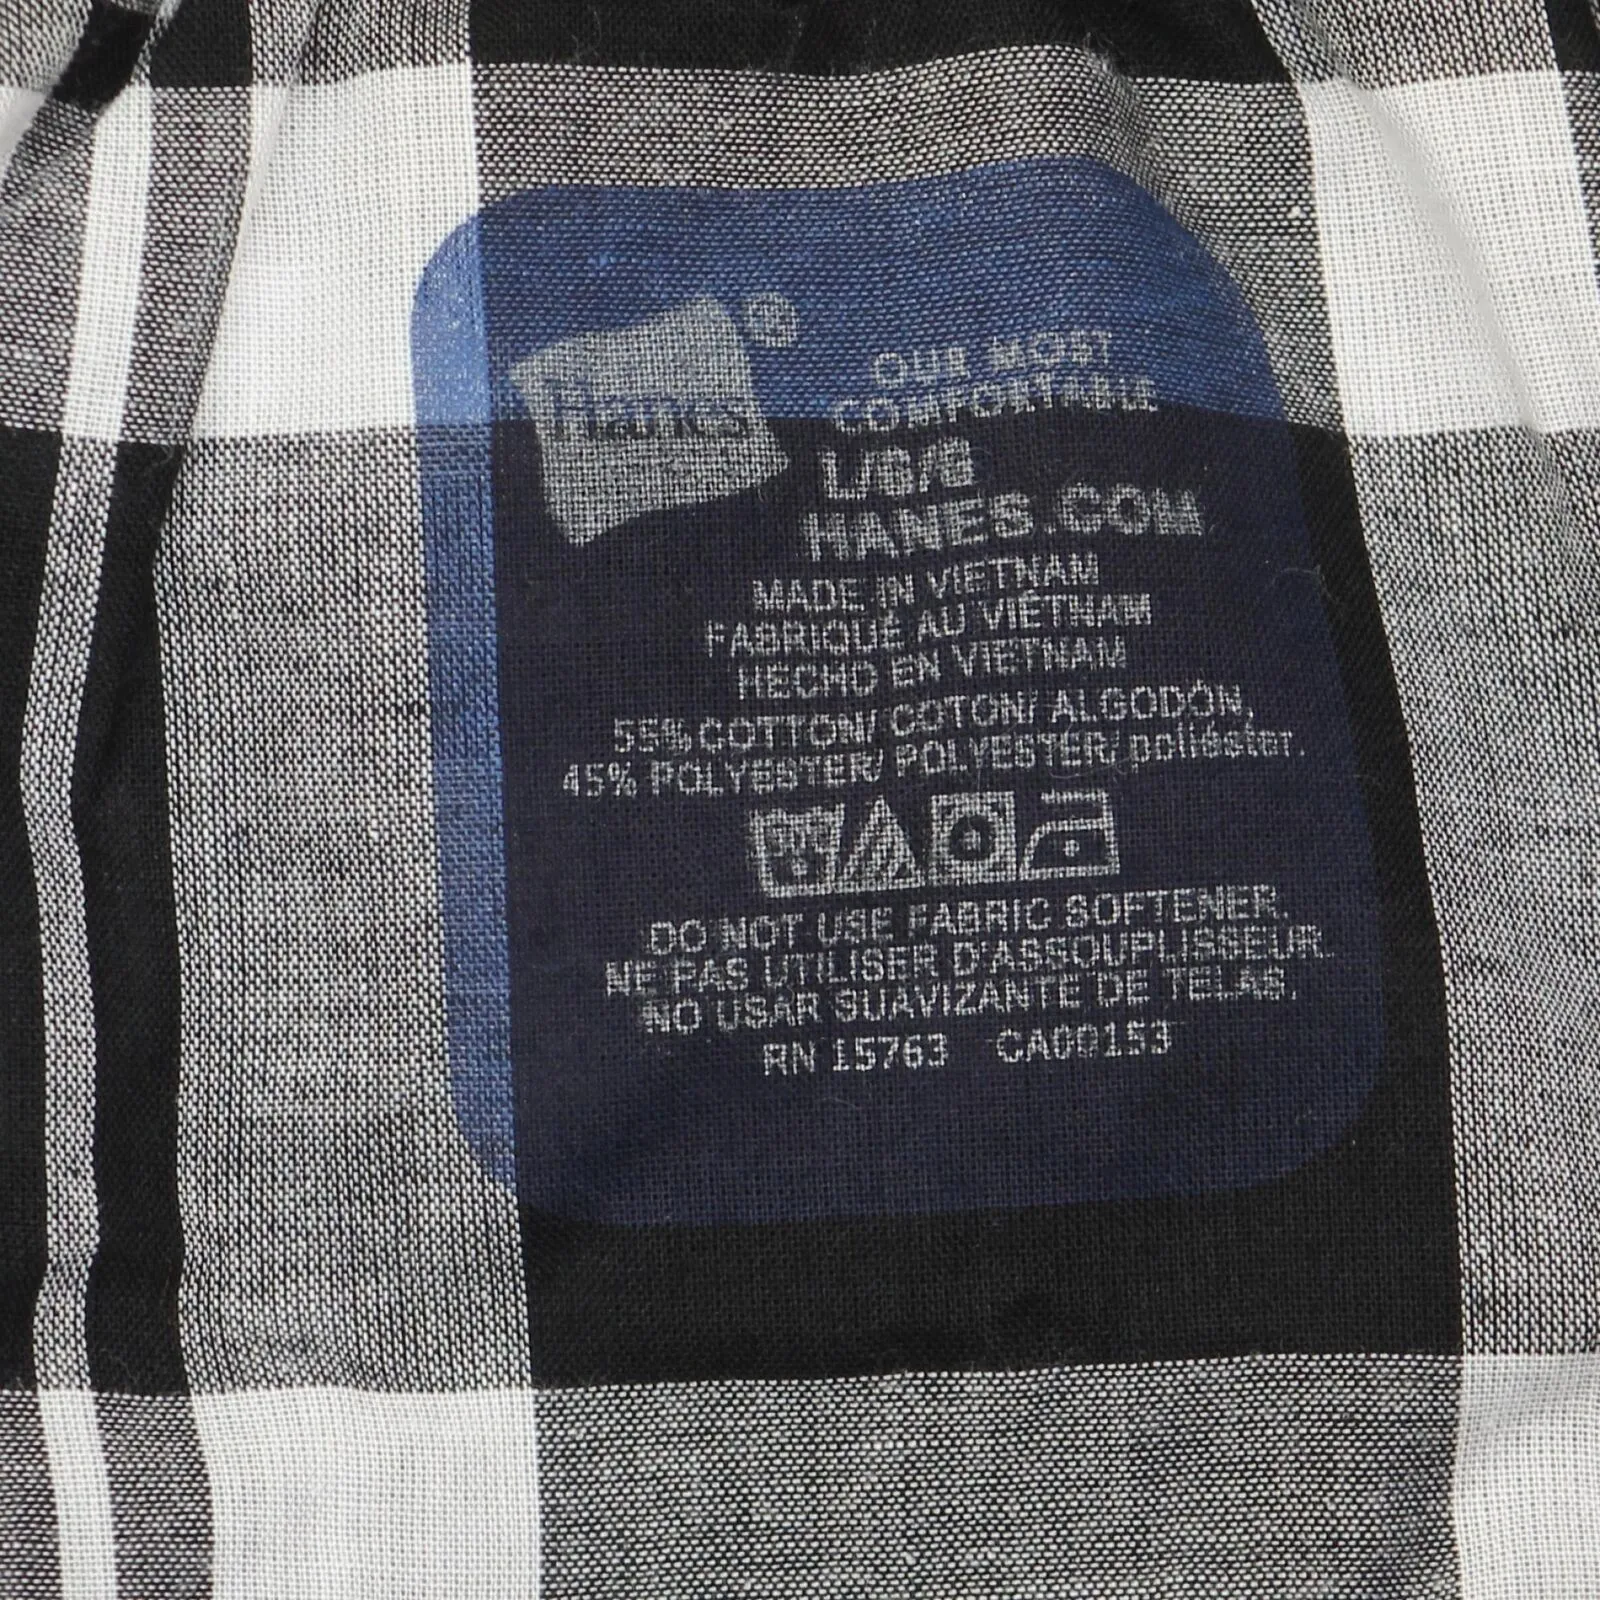 Hanes®
OUR MOST
COMFORTABLE
L/G/G
HANES.COM
MADE IN VIETNAM
FABRIQUÉ AU VIÊTNAM
HECHO EN VIETNAM
55% COTTON/ COTON/ ALGODÓN,
45% POLYESTER/ POLYESTER/ poliéster.
DO NOT USE FABRIC SOFTENER.
NE PAS UTILISER D'ASSOUPLISSEUR.
NO USAR SUAVIZANTE DE TELAS.
RN 15763 CA00153